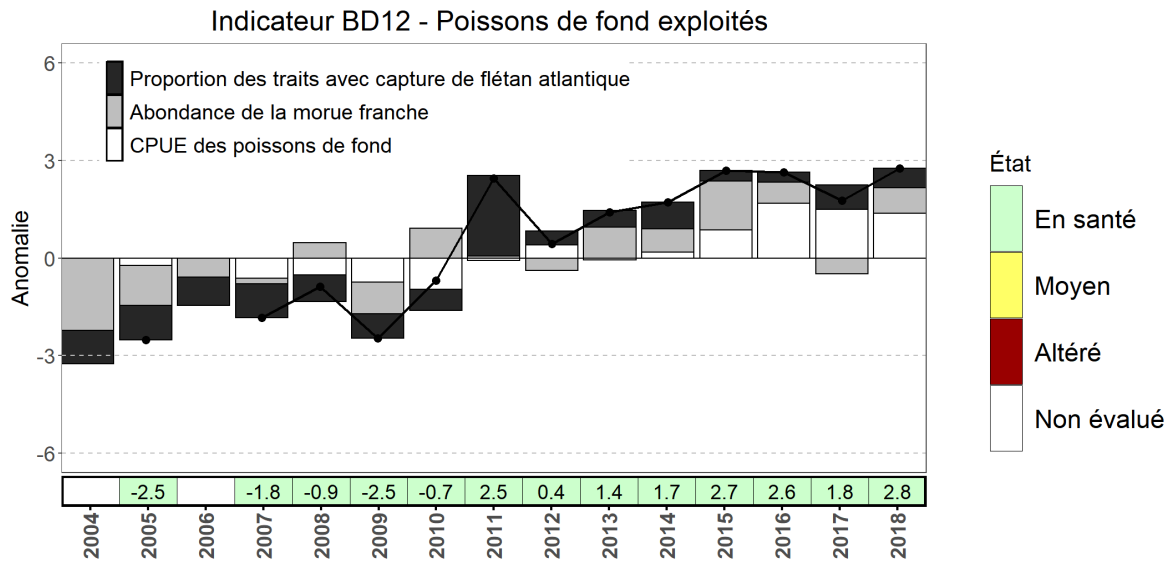 Indicateur BD12 - Poissons de fond exploités
6
Proportion des traits avec capture de flétan atlantique
Abondance de la morue franche
CPUE des poissons de fond
3
0
-3
-6
Anomalie
État
En santé
Moyen
Altéré
Non évalué
-2.5 -1.8 -0.9 -2.5 -0.7 2.5 0.4 1.4 1.7 2.7 2.6 1.8 2.8
2004 2005 2006 2007 2008 2009 2010 2011 2012 2013 2014 2015 2016 2017 2018